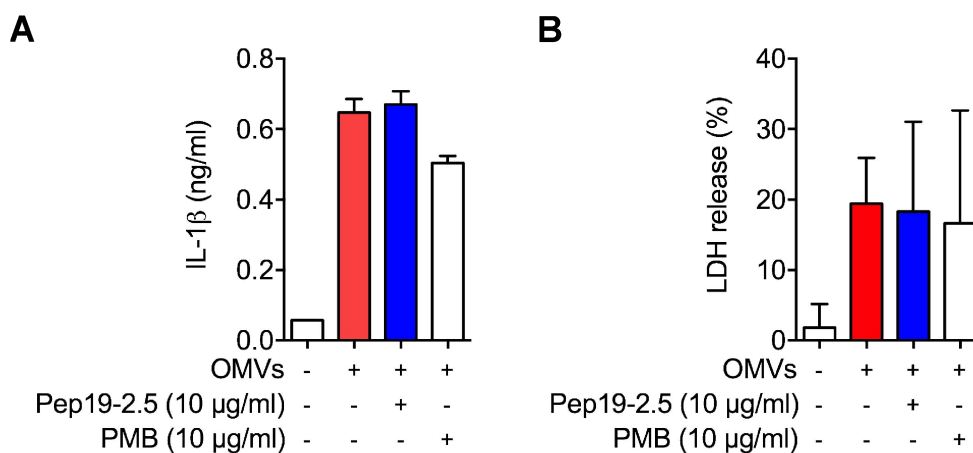 A
B
IL-1β (ng/ml)
0.8
0.6
0.4
0.2
0.0
LDH release (%)
40
30
20
10
0
OMVs - + + +
Pep19-2.5 (10 µg/ml) - - + -
PMB (10 µg/ml) - - - +
OMVs - + + +
Pep19-2.5 (10 µg/ml) - - + -
PMB (10 µg/ml) - - - +